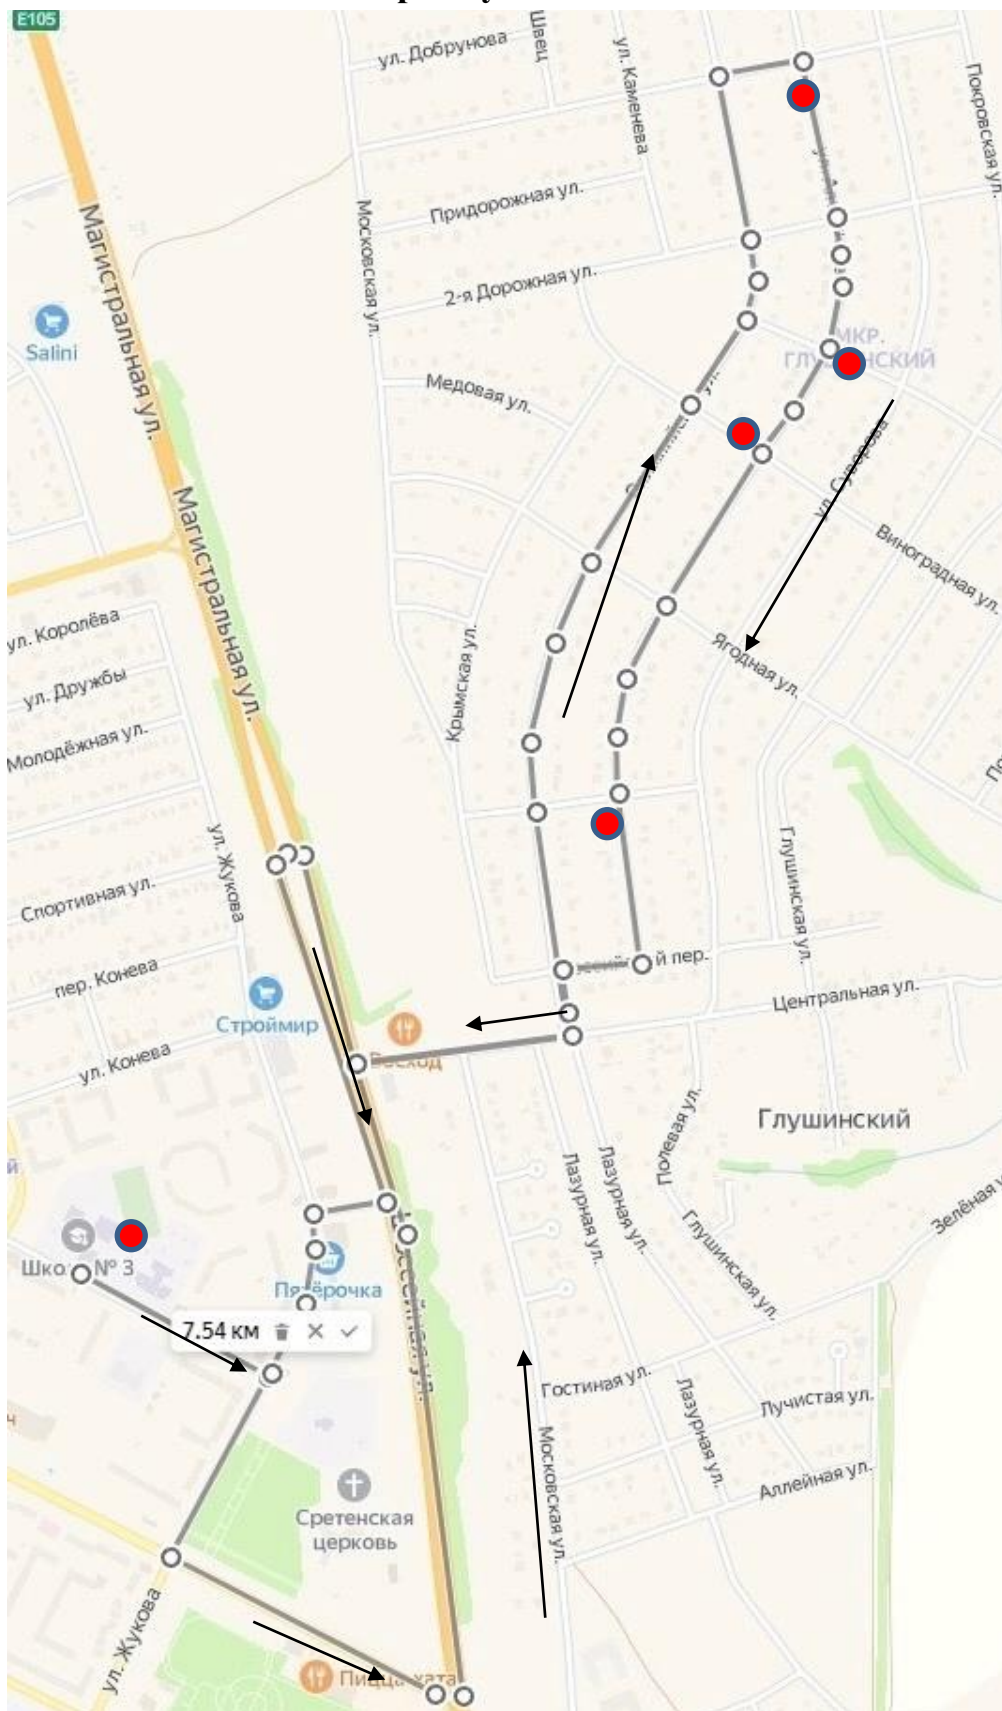 E105
ул. Добрунова
Швец
ул. Каменева
Покровская ул.
Магистральная ул.
Московская ул.
Придорожная ул.
2-я Дорожная ул.
Salini
МКР.
Медовая ул.
ул. Суворова
Магистральная ул.
Виноградная ул.
ул. Королёва
ул. Дружбы
Молодёжная ул.
Крымская ул.
Ягодная ул.
ул. Жукова
Спортивная ул.
Глушинская ул.
пер. Конева
й пер.
Строймир
Центральная ул.
ул. Конева
Восход
Глушинский
Полевая ул.
Лазурная ул.
Лазурная ул.
Глушинская ул.
Зелёная у
й
Шко № 3
Пятёрочка
7.54 км
Гостиная ул.
Лучистая ул.
Лазурная ул.
Московская ул.
Аллейная ул.
Сретенская
церковь
ул. Жукова
Пицца хата